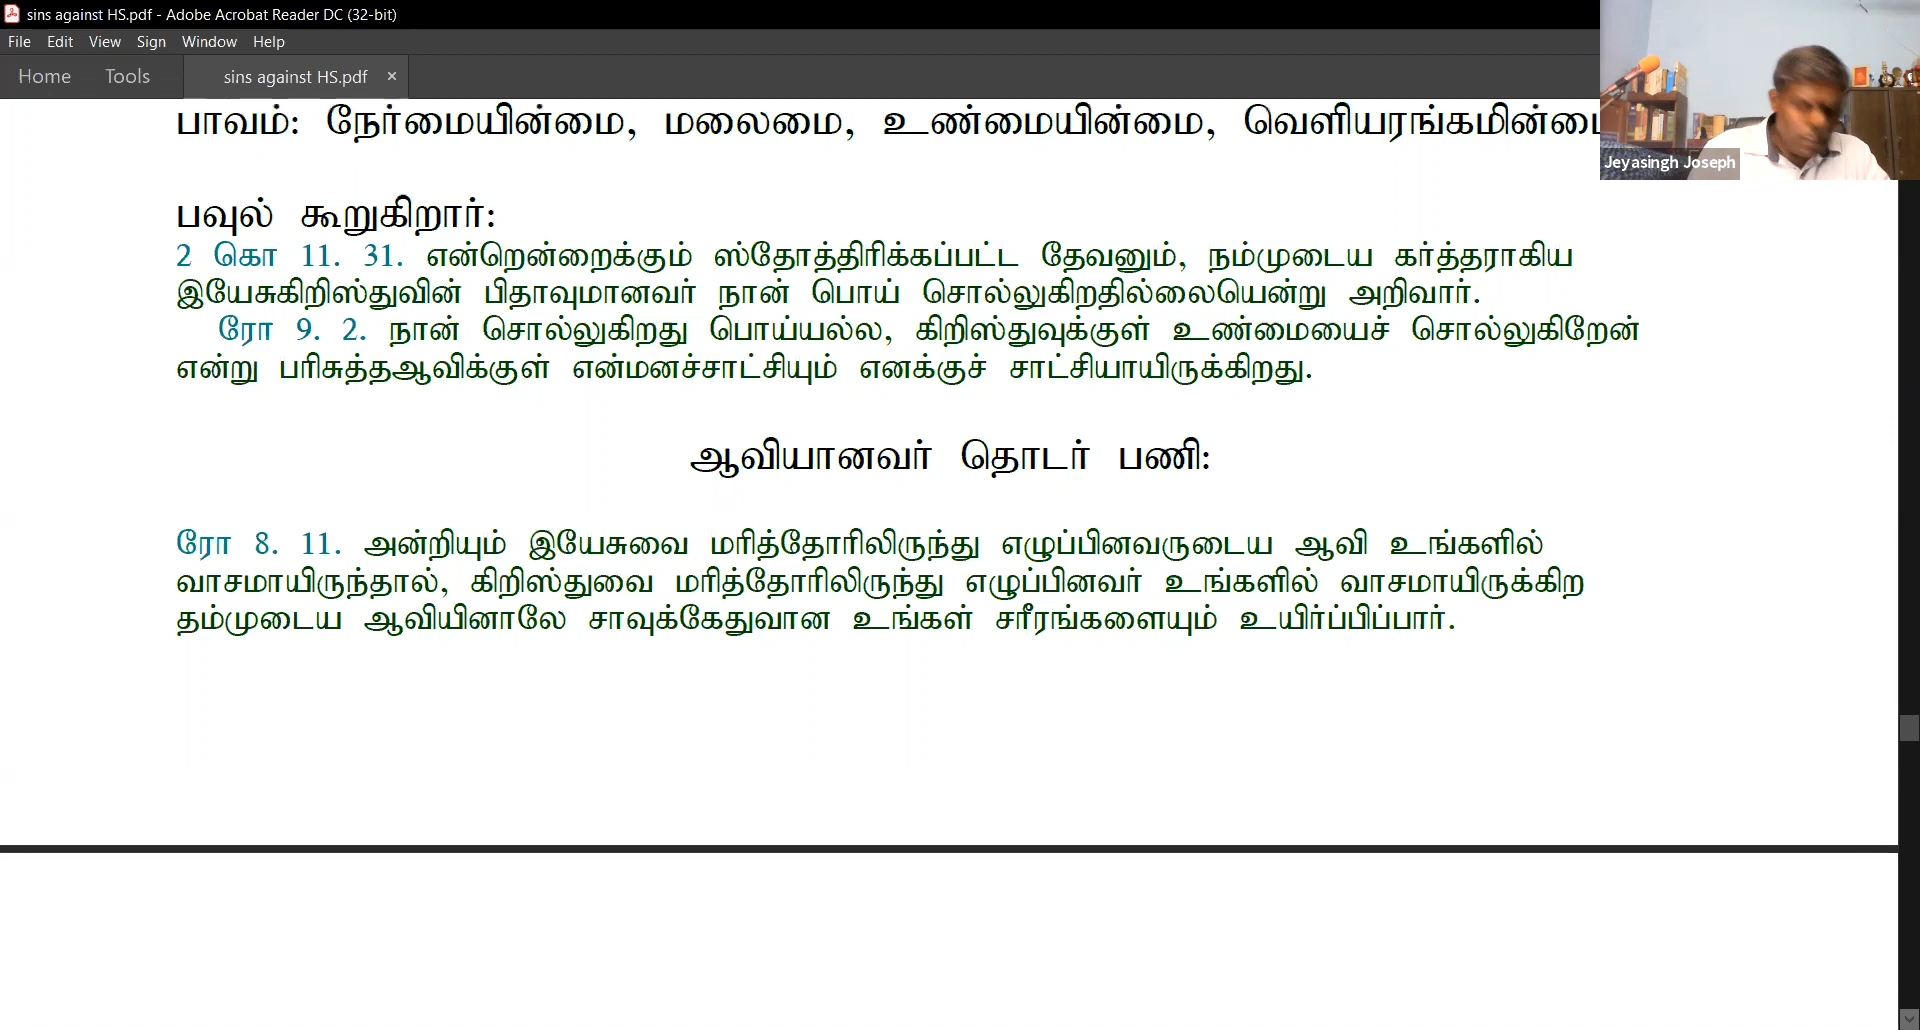 sins against HS.pdf - Adobe Acrobat Reader DC (32-bit)
File Edit View Sign Window Help
Home Tools sins against HS.pdf ×
Jeyasingh Joseph
பாவம்: நேர்மையின்மை, மலைமை, உண்மையின்மை,
பவுல் கூறுகிறார்:
2 கொ 11. 31. என்றென்றைக்கும் ஸ்தோத்திரிக்கப்பட்ட தேவனும், நம்முடைய கர்த்தராகிய
இயேசுகிறிஸ்துவின் பிதாவுமானவர் நான் பொய் சொல்லுகிறதில்லையென்று அறிவார்.
ரோ 9. 2. நான் சொல்லுகிறது பொய்யல்ல, கிறிஸ்துவுக்குள் உண்மையைச் சொல்லுகிறேன்
என்று பரிசுத்தஆவிக்குள் என்மனச்சாட்சியும் எனக்குச் சாட்சியாயிருக்கிறது.
ஆவியானவர் தொடர் பணி:
ரோ 8. 11. அன்றியும் இயேசுவை மரித்தோரிலிருந்து எழுப்பினவருடைய ஆவி உங்களில்
வாசமாயிருந்தால், கிறிஸ்துவை மரித்தோரிலிருந்து எழுப்பினவர் உங்களில் வாசமாயிருக்கிற
தம்முடைய ஆவியினாலே சாவுக்கேதுவான உங்கள் சரீரங்களையும் உயிர்ப்பிப்பார்.